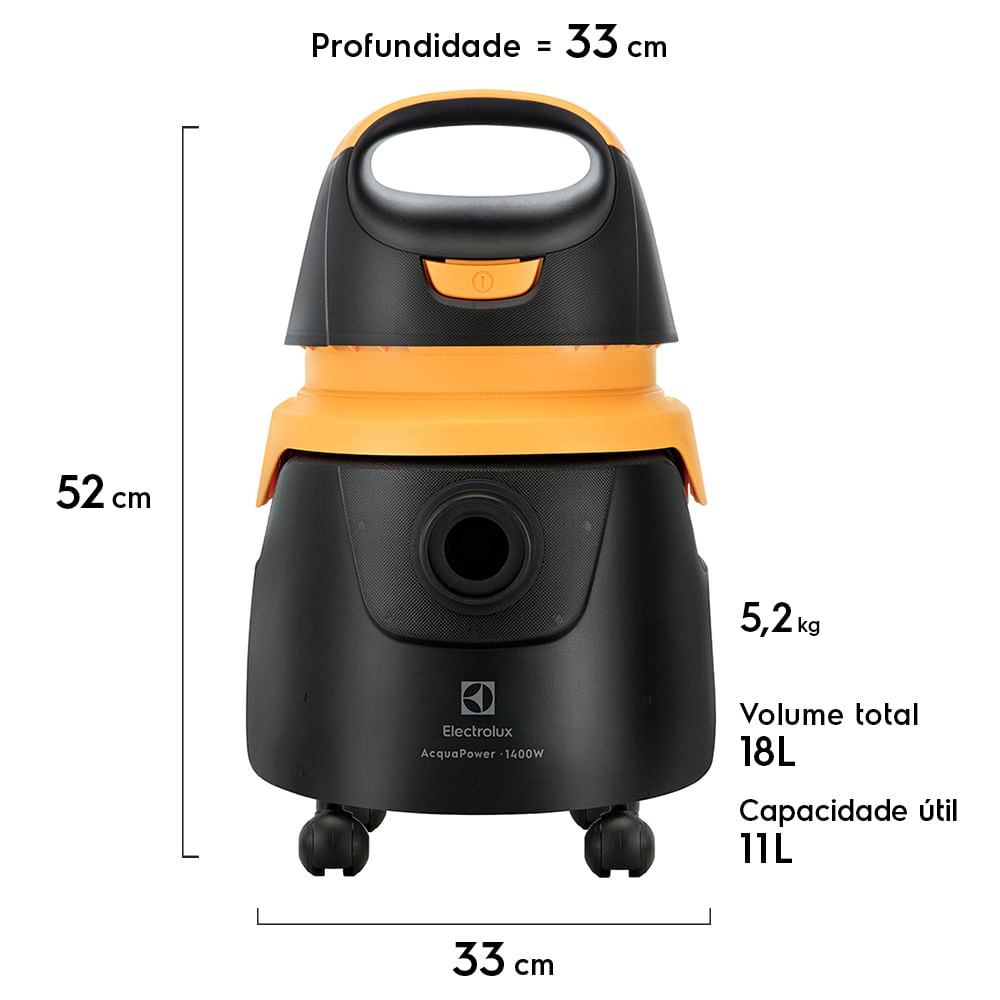 Profundidade = 33 cm
52 cm
5,2 kg
Volume total
18L
Capacidade útil
11L
Electrolux
AcquaPower · 1400W
33 cm